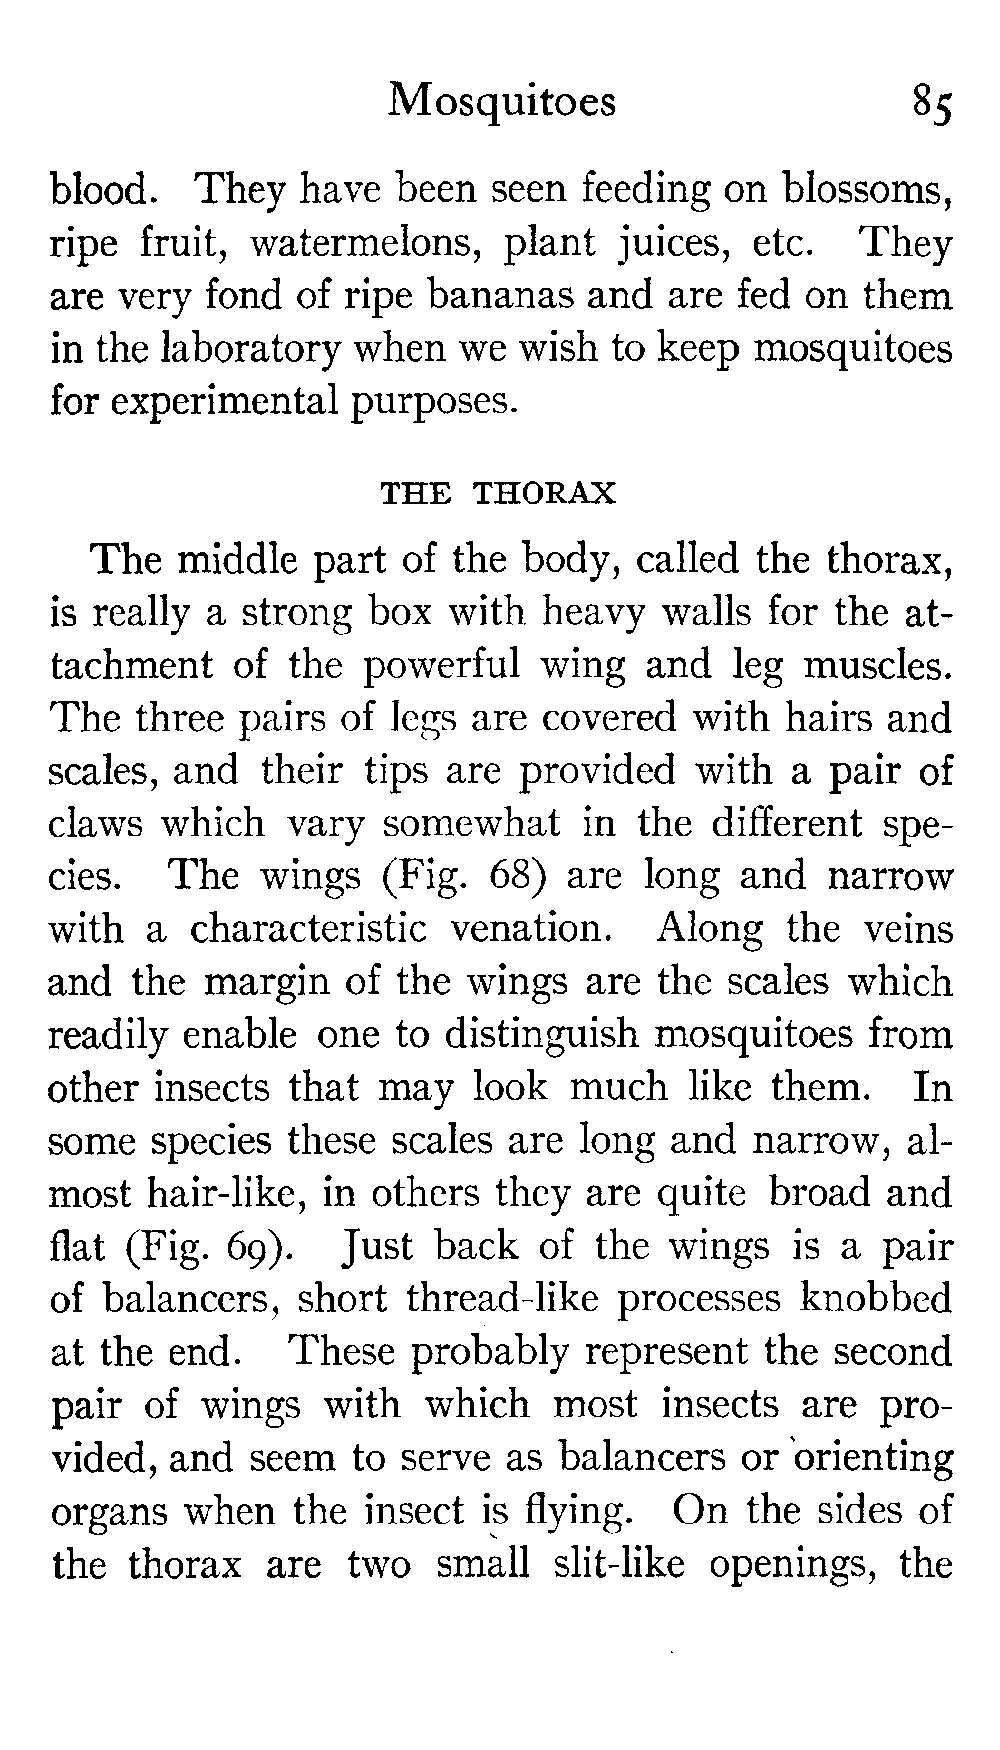 Mosquitoes 85
blood. They have been seen feeding on blossoms,
ripe fruit, watermelons, plant juices, etc. They
are very fond of ripe bananas and are fed on them
in the laboratory when we wish to keep mosquitoes
for experimental purposes.
THE THORAX
The middle part of the body, called the thorax,
is really a strong box with heavy walls for the at-
tachment of the powerful wing and leg muscles.
The three pairs of legs are covered with hairs and
scales, and their tips are provided with a pair of
claws which vary somewhat in the different spe-
cies. The wings (Fig. 68) are long and narrow
with a characteristic venation. Along the veins
and the margin of the wings are the scales which
readily enable one to distinguish mosquitoes from
other insects that may look much like them. In
some species these scales are long and narrow, al-
most hair-like, in others they are quite broad and
flat (Fig. 69). Just back of the wings is a pair
of balancers, short thread-like processes knobbed
at the end. These probably represent the second
pair of wings with which most insects are pro-
vided, and seem to serve as balancers or orienting
organs when the insect is flying. On the sides of
the thorax are two small slit-like openings, the